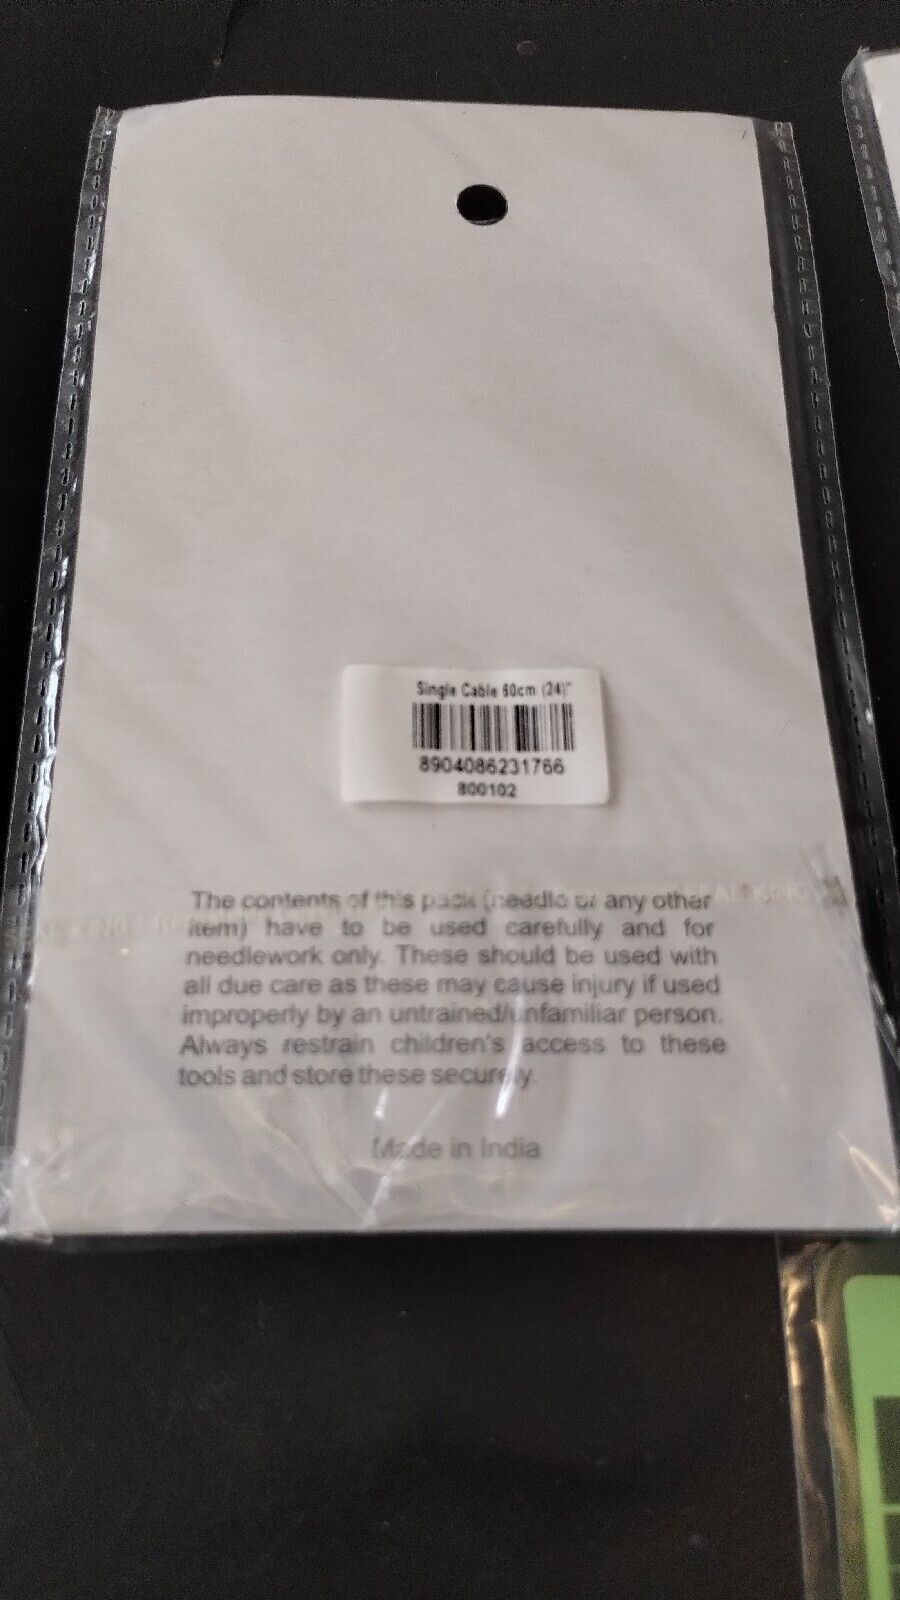 Single Cable 60cm (24)"
8904086231766
800102
The contents of this pack (needle or any other
item) have to be used carefully and for
needlework only. These should be used with
all due care as these may cause injury if used
improperly by an untrained/unfamiliar person.
Always restrain children's access to these
tools and store these securely.
Made in India